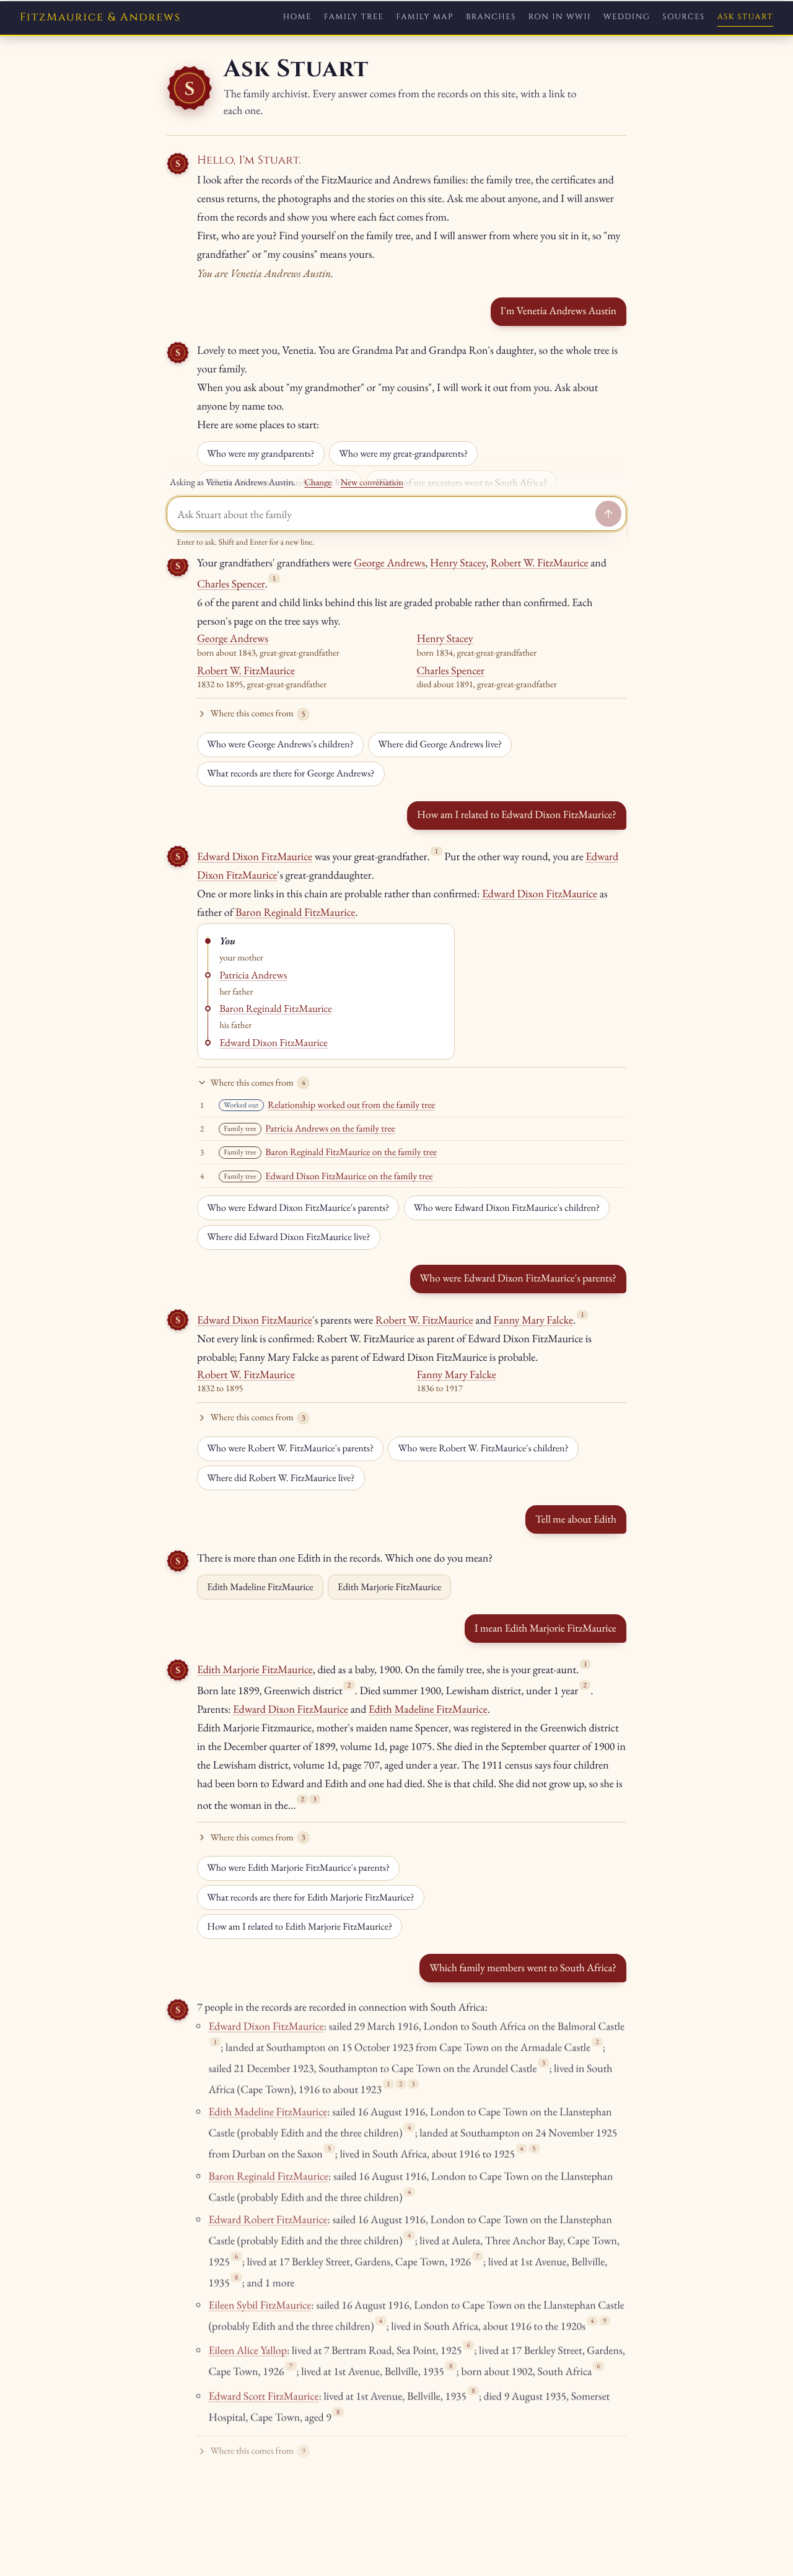 FitzMaurice & Andrews
HOME FAMILY TREE FAMILY MAP BRANCHES RON IN WWII WEDDING SOURCES ASK STUART
S
Ask Stuart
The family archivist. Every answer comes from the records on this site, with a link to
each one.
S
Hello, I'm Stuart.
I look after the records of the FitzMaurice and Andrews families: the family tree, the certificates and
census returns, the photographs and the stories on this site. Ask me about anyone, and I will answer
from the records and show you where each fact comes from.
First, who are you? Find yourself on the family tree, and I will answer from where you sit in it, so "my
grandfather" or "my cousins" means yours.
You are Venetia Andrews Austin.
I'm Venetia Andrews Austin
S
Lovely to meet you, Venetia. You are Grandma Pat and Grandpa Ron's daughter, so the whole tree is
your family.
When you ask about "my grandmother" or "my cousins", I will work it out from you. Ask about
anyone by name too.
Here are some places to start:
Who were my grandparents? Who were my great-grandparents?
of my ancestors went to South Africa?
Asking as Venetia Andrews Austin. Change New conversation
Ask Stuart about the family
Enter to ask. Shift and Enter for a new line.
S
Your grandfathers' grandfathers were George Andrews, Henry Stacey, Robert W. FitzMaurice and
Charles Spencer. 1
6 of the parent and child links behind this list are graded probable rather than confirmed. Each
person's page on the tree says why.
George Andrews Henry Stacey
born about 1843, great-great-grandfather born 1834, great-great-grandfather
Robert W. FitzMaurice Charles Spencer
1832 to 1895, great-great-grandfather died about 1891, great-great-grandfather
Where this comes from 5
Who were George Andrews's children? Where did George Andrews live?
What records are there for George Andrews?
How am I related to Edward Dixon FitzMaurice?
S
Edward Dixon FitzMaurice was your great-grandfather. 1 Put the other way round, you are Edward
Dixon FitzMaurice's great-granddaughter.
One or more links in this chain are probable rather than confirmed: Edward Dixon FitzMaurice as
father of Baron Reginald FitzMaurice.
You
your mother
Patricia Andrews
her father
Baron Reginald FitzMaurice
his father
Edward Dixon FitzMaurice
Where this comes from 4
1 Worked out Relationship worked out from the family tree
2 Family tree Patricia Andrews on the family tree
3 Family tree Baron Reginald FitzMaurice on the family tree
4 Family tree Edward Dixon FitzMaurice on the family tree
Who were Edward Dixon FitzMaurice's parents? Who were Edward Dixon FitzMaurice's children?
Where did Edward Dixon FitzMaurice live?
Who were Edward Dixon FitzMaurice's parents?
S
Edward Dixon FitzMaurice's parents were Robert W. FitzMaurice and Fanny Mary Falcke. 1
Not every link is confirmed: Robert W. FitzMaurice as parent of Edward Dixon FitzMaurice is
probable; Fanny Mary Falcke as parent of Edward Dixon FitzMaurice is probable.
Robert W. FitzMaurice Fanny Mary Falcke
1832 to 1895 1836 to 1917
Where this comes from 3
Who were Robert W. FitzMaurice's parents? Who were Robert W. FitzMaurice's children?
Where did Robert W. FitzMaurice live?
Tell me about Edith
S
There is more than one Edith in the records. Which one do you mean?
Edith Madeline FitzMaurice Edith Marjorie FitzMaurice
I mean Edith Marjorie FitzMaurice
S
Edith Marjorie FitzMaurice, died as a baby, 1900. On the family tree, she is your great-aunt. 1
Born late 1899, Greenwich district 2 . Died summer 1900, Lewisham district, under 1 year 2 .
Parents: Edward Dixon FitzMaurice and Edith Madeline FitzMaurice.
Edith Marjorie Fitzmaurice, mother's maiden name Spencer, was registered in the Greenwich district
in the December quarter of 1899, volume 1d, page 1075. She died in the September quarter of 1900 in
the Lewisham district, volume 1d, page 707, aged under a year. The 1911 census says four children
had been born to Edward and Edith and one had died. She is that child. She did not grow up, so she is
not the woman in the... 2 3
Where this comes from 3
Who were Edith Marjorie FitzMaurice's parents?
What records are there for Edith Marjorie FitzMaurice?
How am I related to Edith Marjorie FitzMaurice?
Which family members went to South Africa?
S
7 people in the records are recorded in connection with South Africa:
Edward Dixon FitzMaurice: sailed 29 March 1916, London to South Africa on the Balmoral Castle
1 ; landed at Southampton on 15 October 1923 from Cape Town on the Armadale Castle 2 ;
sailed 21 December 1923, Southampton to Cape Town on the Arundel Castle 3 ; lived in South
Africa (Cape Town), 1916 to about 1923 1 2 3
Edith Madeline FitzMaurice: sailed 16 August 1916, London to Cape Town on the Llanstephan
Castle (probably Edith and the three children) 4 ; landed at Southampton on 24 November 1925
from Durban on the Saxon 5 ; lived in South Africa, about 1916 to 1925 4 5
Baron Reginald FitzMaurice: sailed 16 August 1916, London to Cape Town on the Llanstephan
Castle (probably Edith and the three children) 4
Edward Robert FitzMaurice: sailed 16 August 1916, London to Cape Town on the Llanstephan
Castle (probably Edith and the three children) 4 ; lived at Auleta, Three Anchor Bay, Cape Town,
1925 6 ; lived at 17 Berkley Street, Gardens, Cape Town, 1926 7 ; lived at 1st Avenue, Bellville,
1935 8 ; and 1 more
Eileen Sybil FitzMaurice: sailed 16 August 1916, London to Cape Town on the Llanstephan Castle
(probably Edith and the three children) 4 ; lived in South Africa, about 1916 to the 1920s 4 9
Eileen Alice Yallop: lived at 7 Bertram Road, Sea Point, 1925 6 ; lived at 17 Berkley Street, Gardens,
Cape Town, 1926 7 ; lived at 1st Avenue, Bellville, 1935 8 ; born about 1902, South Africa 6
Edward Scott FitzMaurice: lived at 1st Avenue, Bellville, 1935 8 ; died 9 August 1935, Somerset
Hospital, Cape Town, aged 9 8
Where this comes from 9